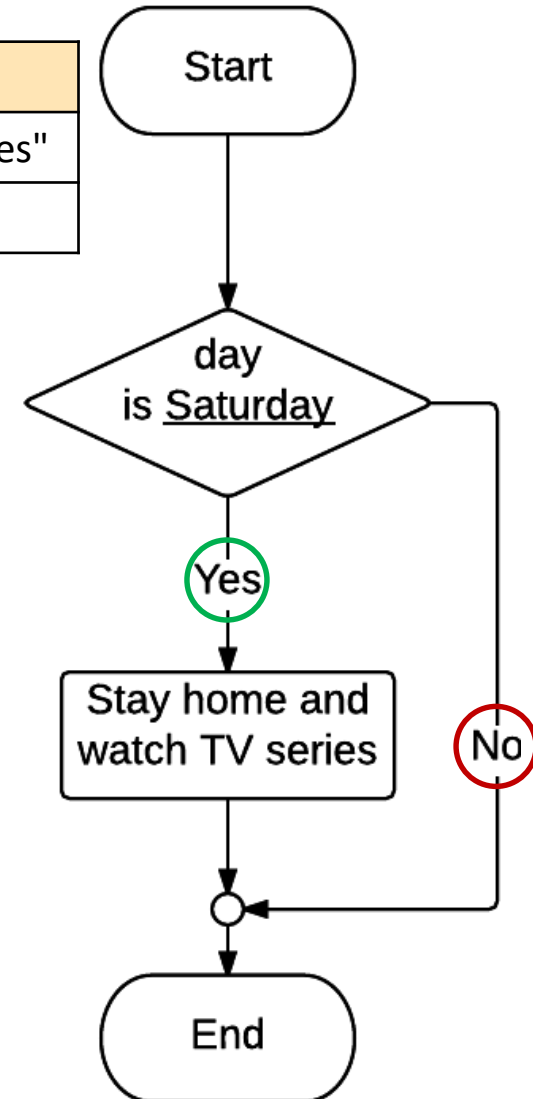 Start
es"
day
is Saturday
Yes
Stay home and
watch TV series
No
End